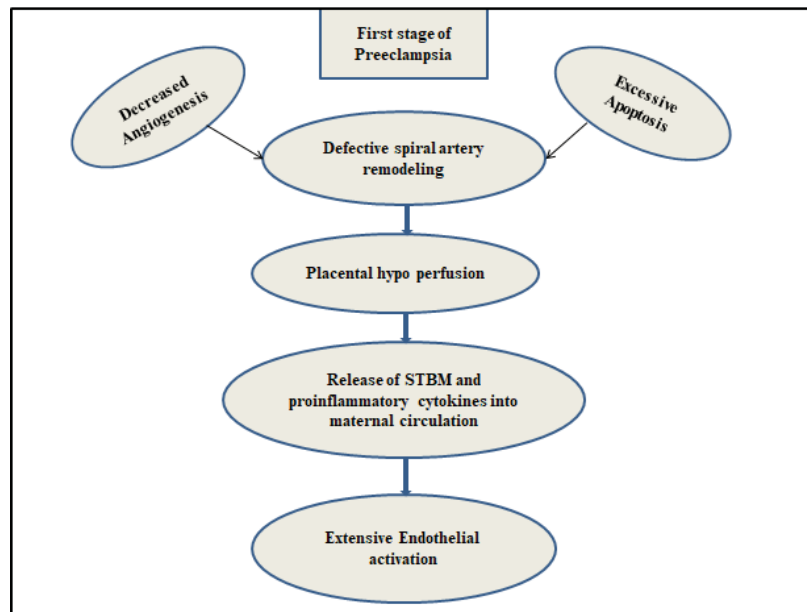 First stage of
Preeclampsia
Decreased
Angiogenesis
Excessive
Apoptosis
Defective spiral artery
remodeling
Placental hypo perfusion
Release of STBM and
proinflammatory cytokines into
maternal circulation
Extensive Endothelial
activation